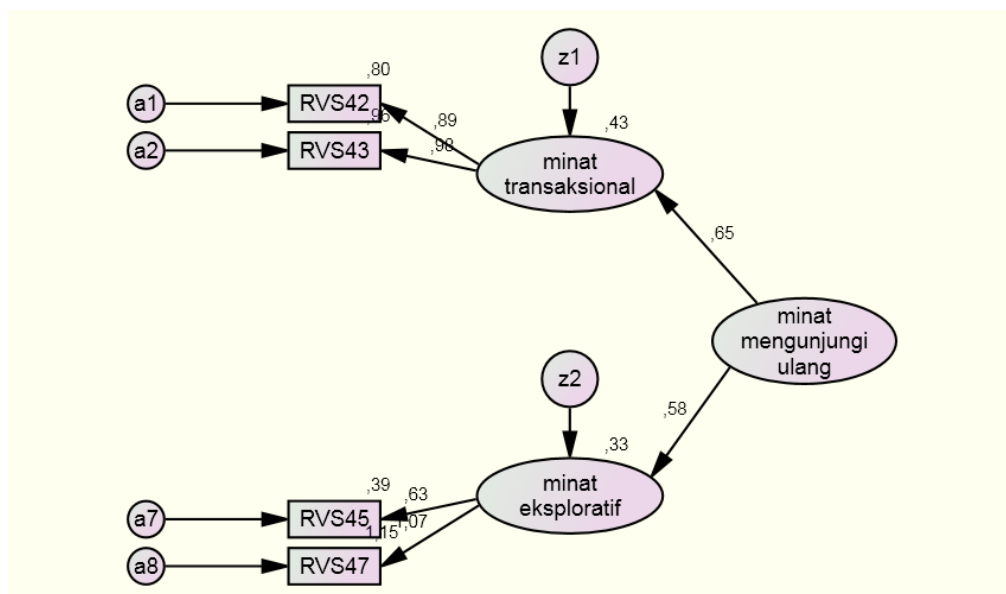 z1
,80
a1
RVS42
,89
,43
a2
RVS43
,98
minat
transaksional
,65
minat
mengunjungi
ulang
z2
,58
,33
,39
,63
minat
eksploratif
a7
RVS45
1,07
1,15
a8
RVS47